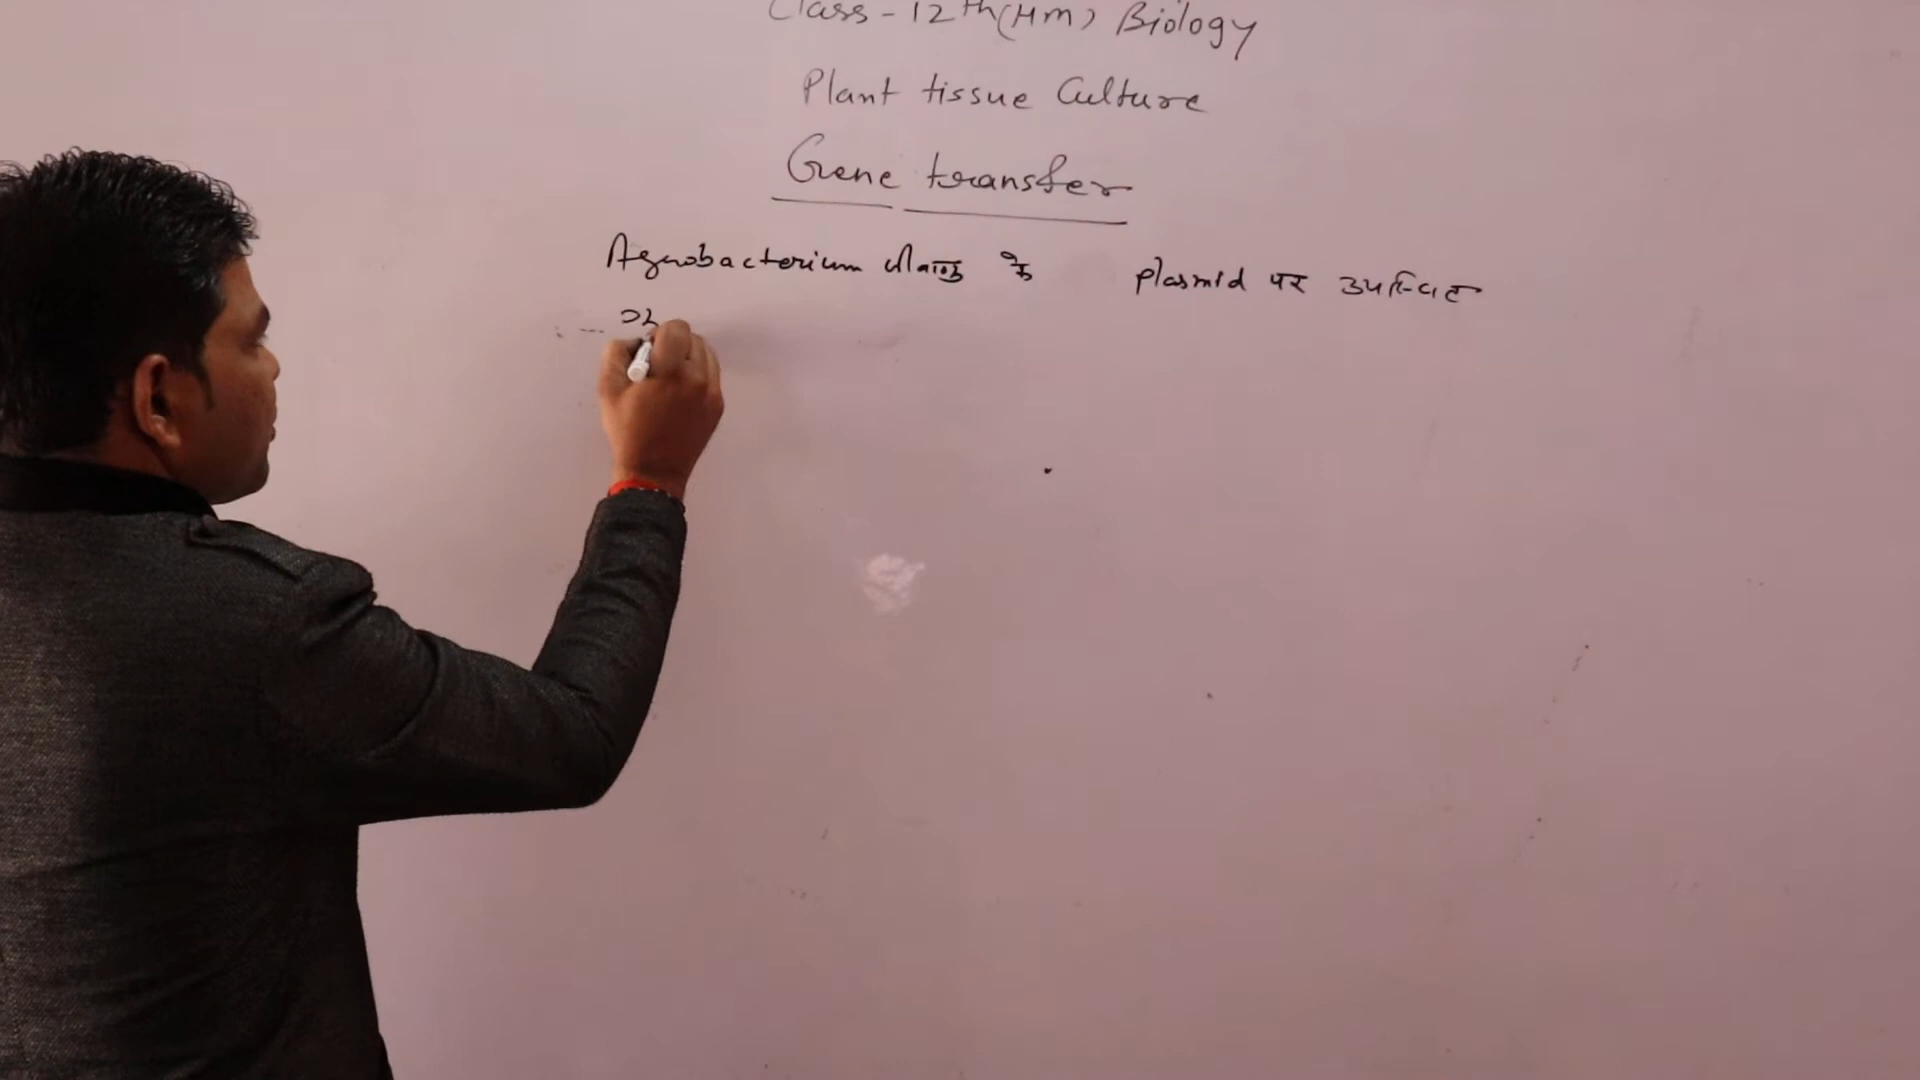 Class - 12th (HM) Biology
Plant tissue Culture
Gene transfer
Agrobacterium जीवाणु के plasmid पर उपस्थित